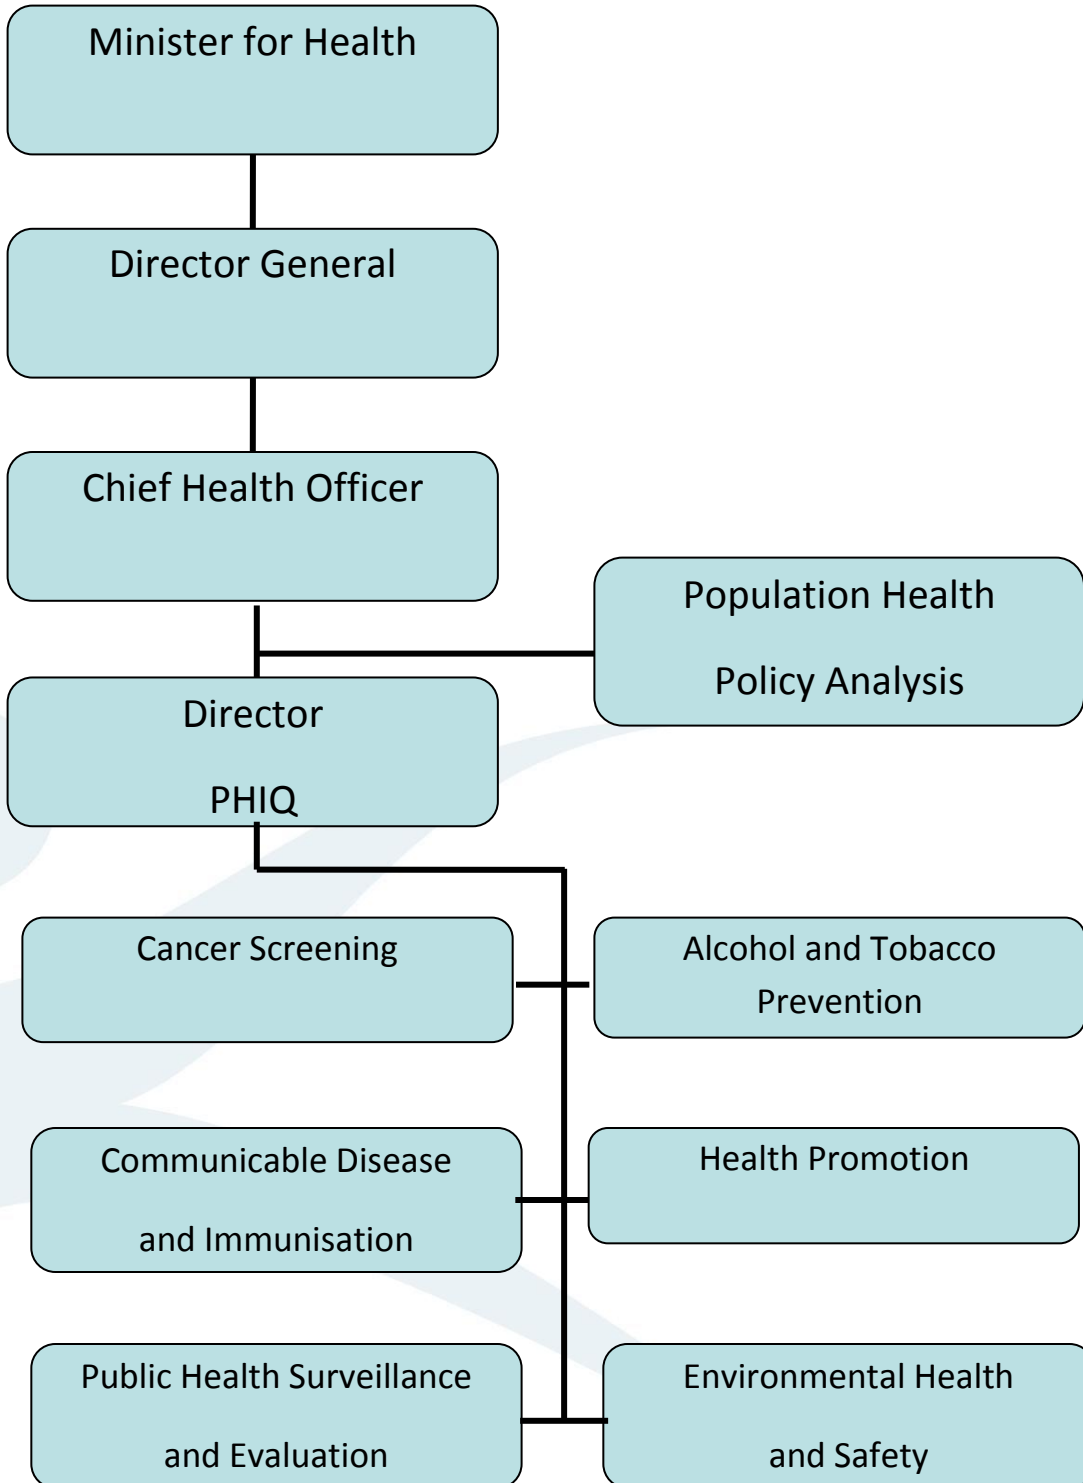 Minister for Health
Director General
Chief Health Officer
Population Health
Policy Analysis
Director
PHIQ
Cancer Screening
Alcohol and Tobacco
Prevention
Communicable Disease
and Immunisation
Health Promotion
Public Health Surveillance
and Evaluation
Environmental Health
and Safety